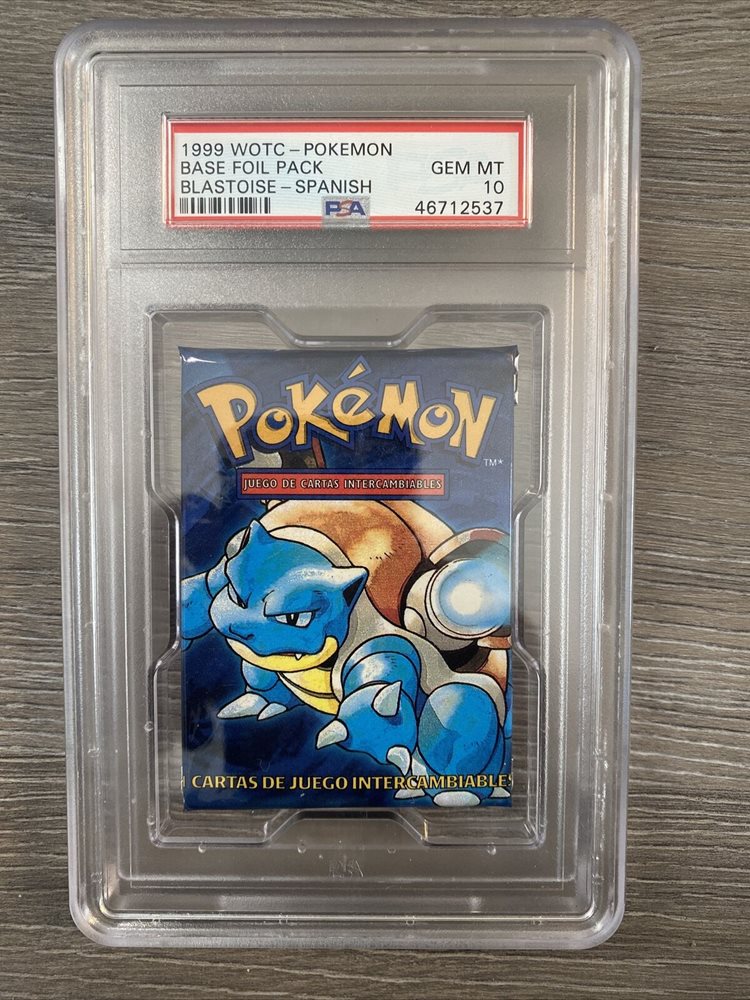 1999 WOTC-POKEMON
BASE FOIL PACK GEM MT
BLASTOISE-SPANISH 10
PSA 46712537
POKéMON
TM*
JUEGO DE CARTAS INTERCAMBIABLES
CARTAS DE JUEGO INTERCAMBIABLES
PSA